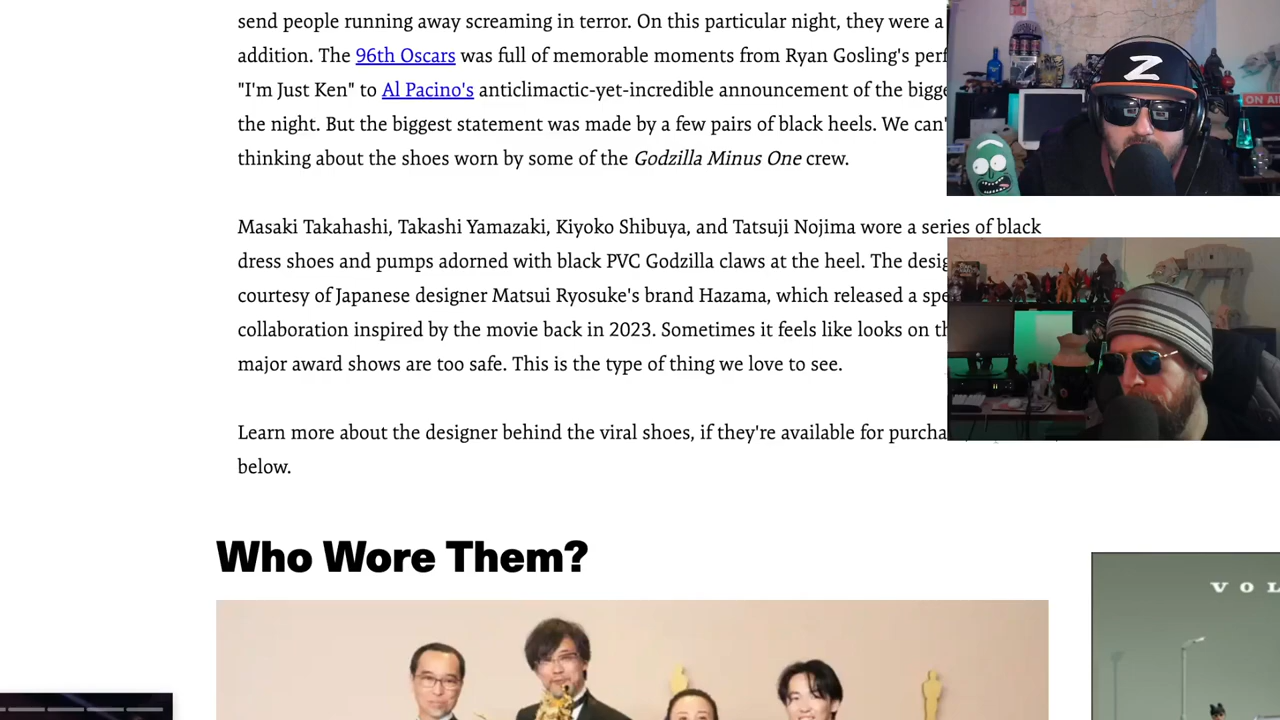 send people running away screaming in terror. On this particular night, they were a
addition. The 96th Oscars was full of memorable moments from Ryan Gosling's
"I'm Just Ken" to Al Pacino's anticlimactic-yet-incredible announcement of the
the night. But the biggest statement was made by a few pairs of black heels. We
thinking about the shoes worn by some of the Godzilla Minus One crew.
Masaki Takahashi, Takashi Yamazaki, Kiyoko Shibuya, and Tatsuji Nojima wore a series of black
dress shoes and pumps adorned with black PVC Godzilla claws at the heel. The
courtesy of Japanese designer Matsui Ryosuke's brand Hazama, which released a
collaboration inspired by the movie back in 2023. Sometimes it feels like looks on
major award shows are too safe. This is the type of thing we love to see.
Learn more about the designer behind the viral shoes, if they're available for
below.
Who Wore Them?
ON AI
Z
VOL